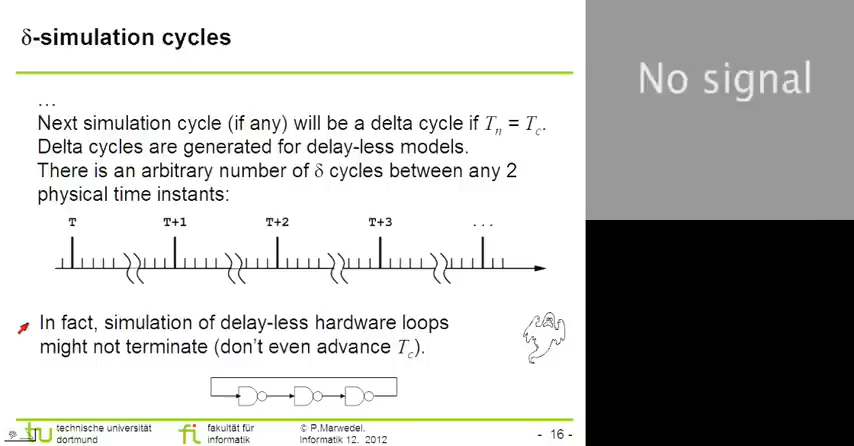 δ-simulation cycles
No signal
...
Next simulation cycle (if any) will be a delta cycle if Tn = Tc.
Delta cycles are generated for delay-less models.
There is an arbitrary number of δ cycles between any 2
physical time instants:
T T+1 T+2 T+3 ...
In fact, simulation of delay-less hardware loops
might not terminate (don't even advance Tc).
tu technische universität
dortmund
fi fakultät für
informatik
© P.Marwedel,
Informatik 12, 2012
- 16 -